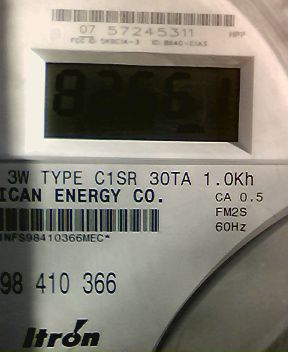 07 57245311
82661
3W TYPE C1SR 30TA 1.0Kh
ICAN ENERGY CO.
CA 0.5
FM2S
60Hz
NFS98410366MEC*
98 410 366
Itron